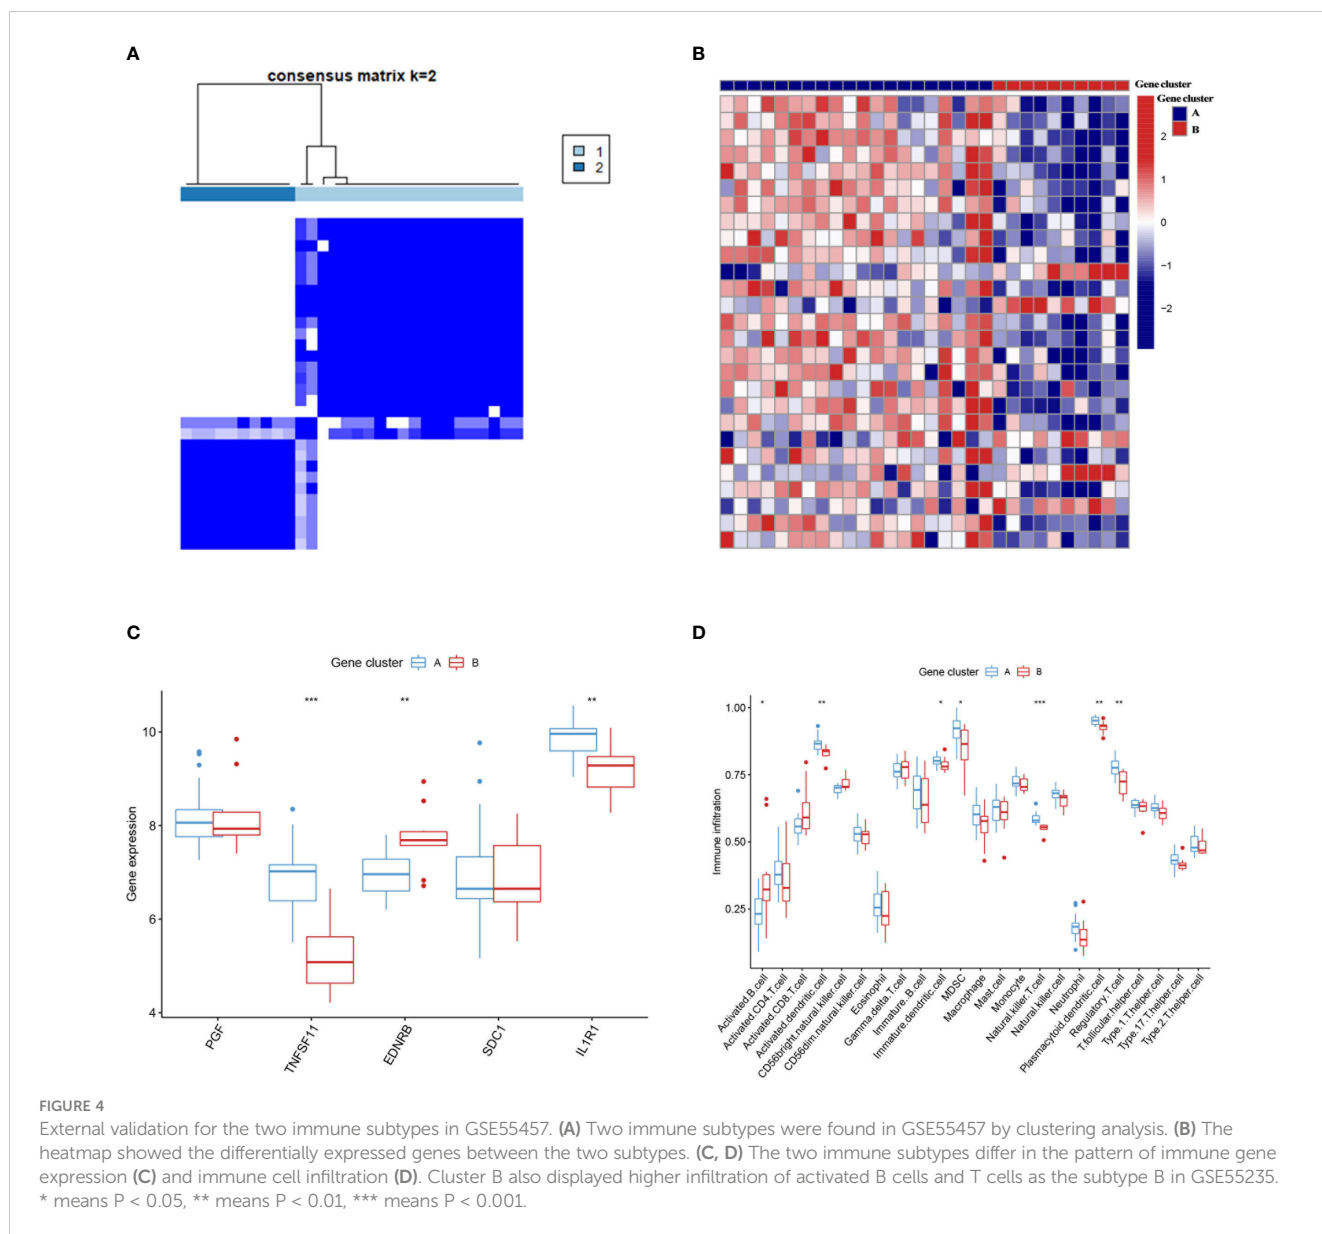 A
consensus matrix k=2
1
2
B
Gene cluster
Gene cluster
A
B
2
1
0
−1
−2
C
Gene cluster A B
Gene expression
10
8
6
4
***
**
**
PGF
TNFSF11
EDNRB
SDC1
IL1R1
D
Gene cluster A B
Immune infiltration
1.00
0.75
0.50
0.25
*
**
*
*
***
**
**
Activated.B.cell
Activated.CD4.T.cell
Activated.CD8.T.cell
Activated.dendritic.cell
CD56bright.natural.killer.cell
CD56dim.natural.killer.cell
Eosinophil
Gamma.delta.T.cell
Immature..B.cell
Immature.dendritic.cell
MDSC
Macrophage
Mast.cell
Monocyte
Natural.killer.T.cell
Natural.killer.cell
Neutrophil
Plasmacytoid.dendritic.cell
Regulatory.T.cell
T.follicular.helper.cell
Type.1.T.helper.cell
Type.17.T.helper.cell
Type.2.T.helper.cell
FIGURE 4
External validation for the two immune subtypes in GSE55457. (A) Two immune subtypes were found in GSE55457 by clustering analysis. (B) The
heatmap showed the differentially expressed genes between the two subtypes. (C, D) The two immune subtypes differ in the pattern of immune gene
expression (C) and immune cell infiltration (D). Cluster B also displayed higher infiltration of activated B cells and T cells as the subtype B in GSE55235.
* means P < 0.05, ** means P < 0.01, *** means P < 0.001.